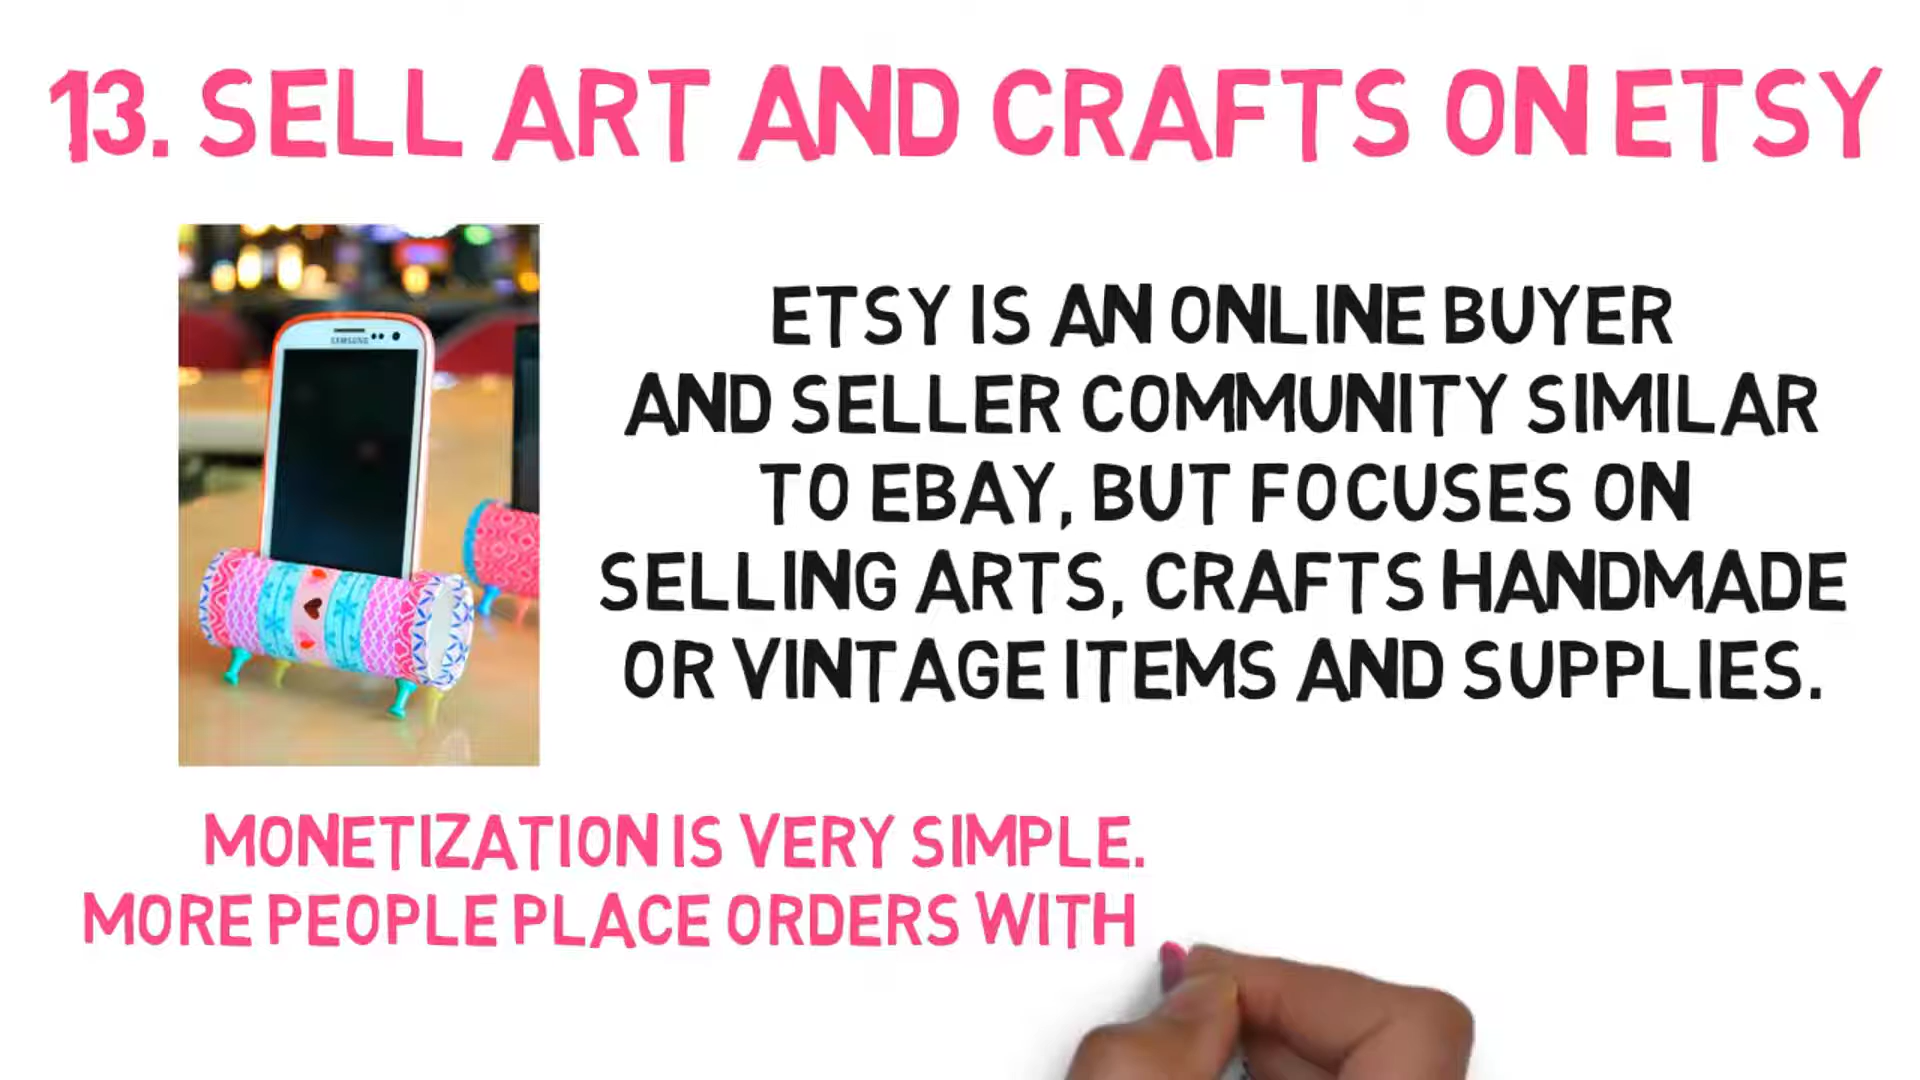 13. SELL ART AND CRAFTS ON ETSY
SAMSUNG
ETSY IS AN ONLINE BUYER
AND SELLER COMMUNITY SIMILAR
TO EBAY, BUT FOCUSES ON
SELLING ARTS, CRAFTS HANDMADE
OR VINTAGE ITEMS AND SUPPLIES.
MONETIZATION IS VERY SIMPLE.
MORE PEOPLE PLACE ORDERS WITH